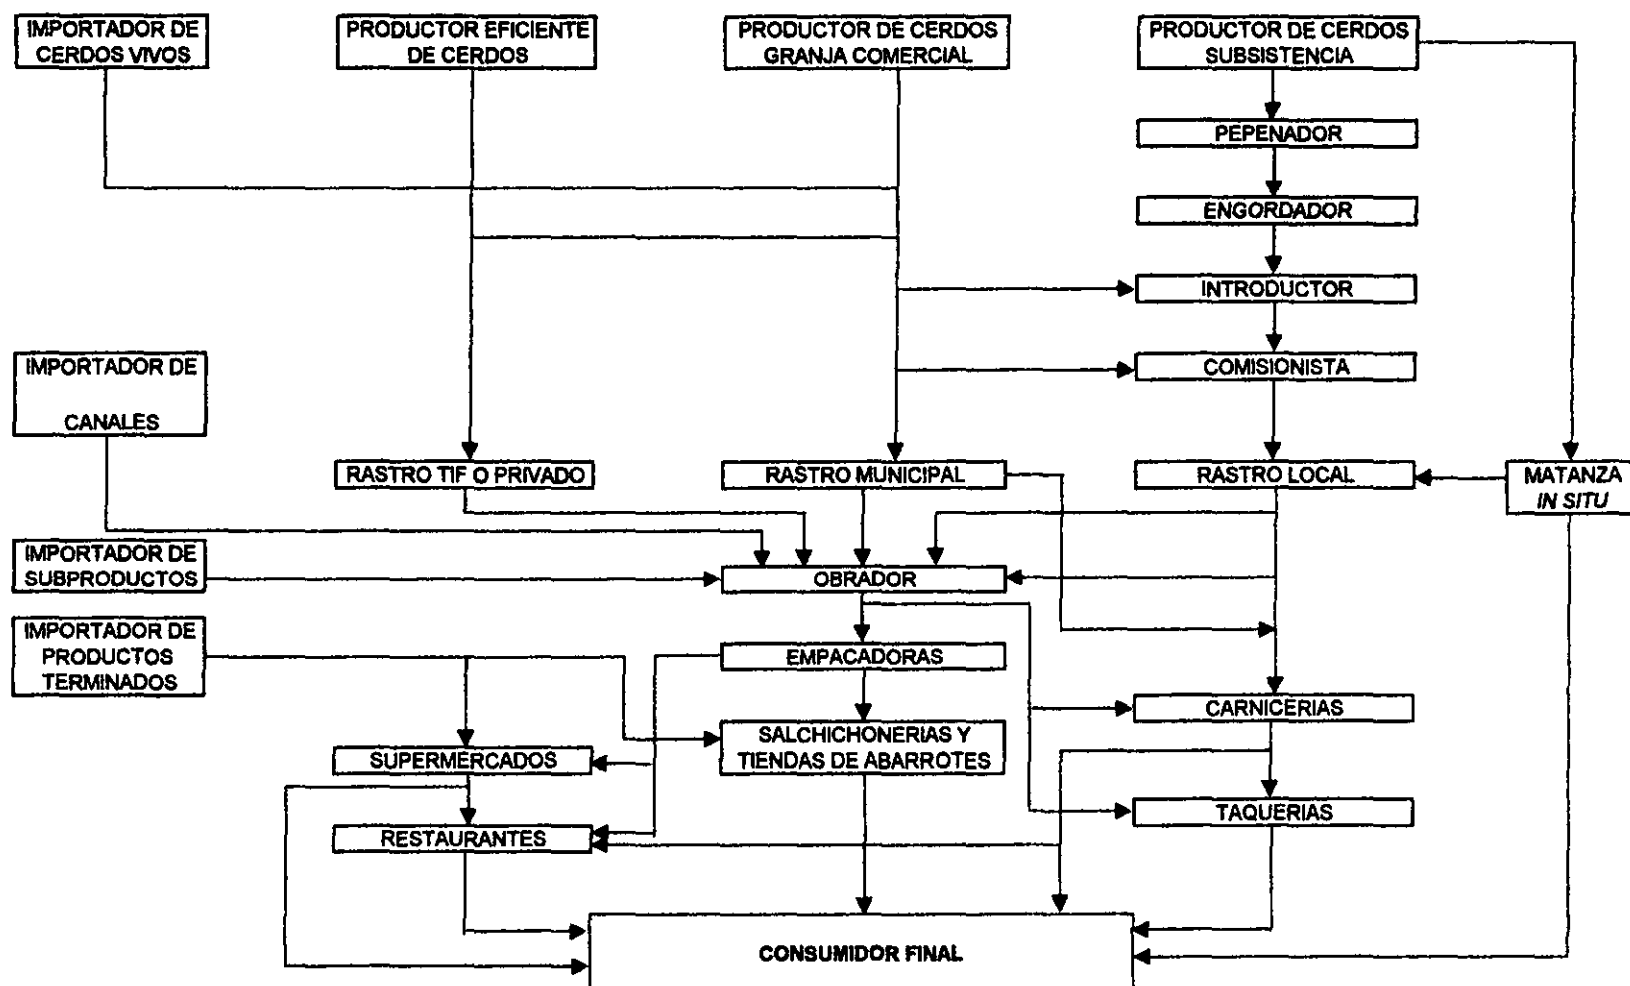 IMPORTADOR DE
CERDOS VIVOS
PRODUCTOR EFICIENTE
DE CERDOS
PRODUCTOR DE CERDOS
GRANJA COMERCIAL
PRODUCTOR DE CERDOS
SUBSISTENCIA
PEPENADOR
ENGORDADOR
INTRODUCTOR
IMPORTADOR DE
CANALES
COMISIONISTA
RASTRO TIF O PRIVADO
RASTRO MUNICIPAL
RASTRO LOCAL
MATANZA
IN SITU
IMPORTADOR DE
SUBPRODUCTOS
OBRADOR
IMPORTADOR DE
PRODUCTOS
TERMINADOS
EMPACADORAS
CARNICERIAS
SALCHICHONERIAS Y
TIENDAS DE ABARROTES
SUPERMERCADOS
TAQUERIAS
RESTAURANTES
CONSUMIDOR FINAL